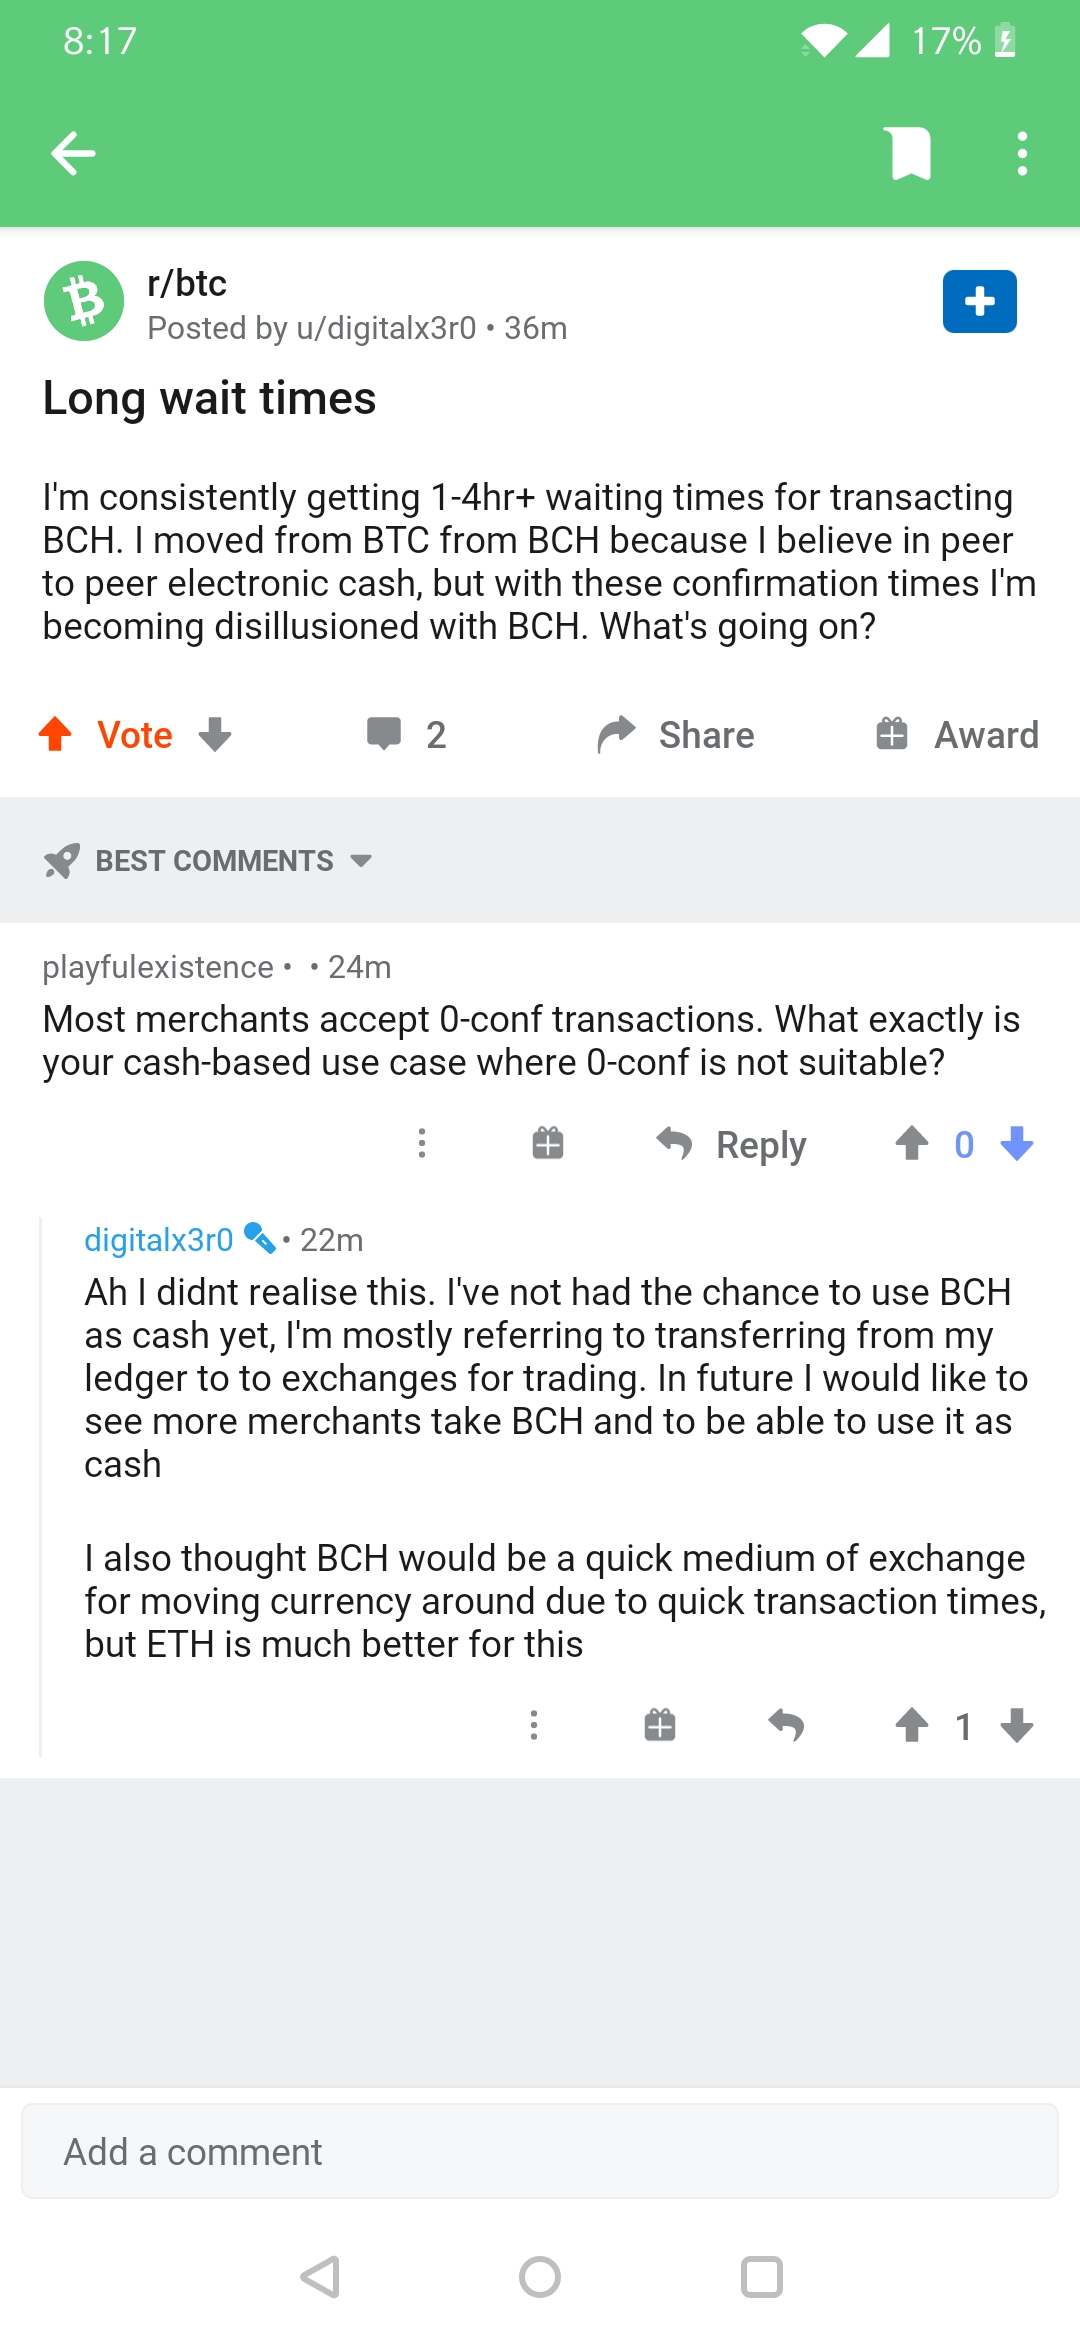 8:17
17%
r/btc
Posted by u/digitalx3r0 • 36m
Long wait times
I'm consistently getting 1-4hr+ waiting times for transacting
BCH. I moved from BTC from BCH because I believe in peer
to peer electronic cash, but with these confirmation times I'm
becoming disillusioned with BCH. What's going on?
Vote 2 Share Award
BEST COMMENTS
playfulexistence • • 24m
Most merchants accept 0-conf transactions. What exactly is
your cash-based use case where 0-conf is not suitable?
Reply 0
digitalx3r0 • 22m
Ah I didnt realise this. I've not had the chance to use BCH
as cash yet, I'm mostly referring to transferring from my
ledger to to exchanges for trading. In future I would like to
see more merchants take BCH and to be able to use it as
cash
I also thought BCH would be a quick medium of exchange
for moving currency around due to quick transaction times,
but ETH is much better for this
1
Add a comment